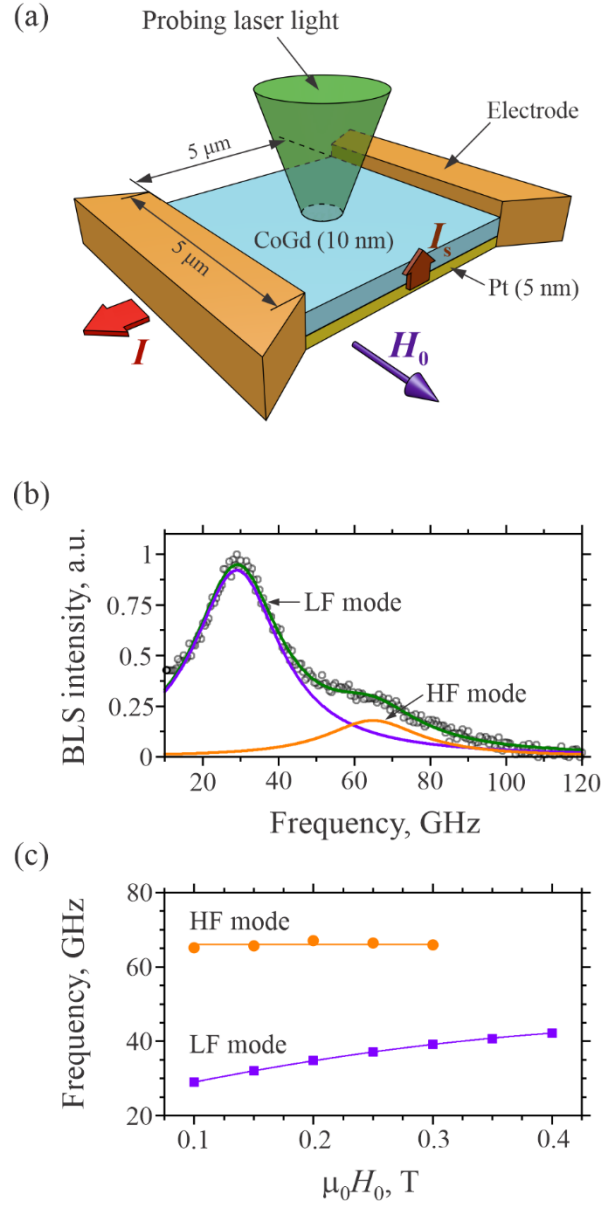 (a)
Probing laser light
5 μm
Electrode
5 μm
CoGd (10 nm)
Iₛ
Pt (5 nm)
I
H₀
(b)
BLS intensity, a.u.
1
0.75
0.5
0.25
0
LF mode
HF mode
20 40 60 80 100 120
Frequency, GHz
(c)
Frequency, GHz
80
60
40
20
HF mode
LF mode
0.1 0.2 0.3 0.4
μ₀H₀, T